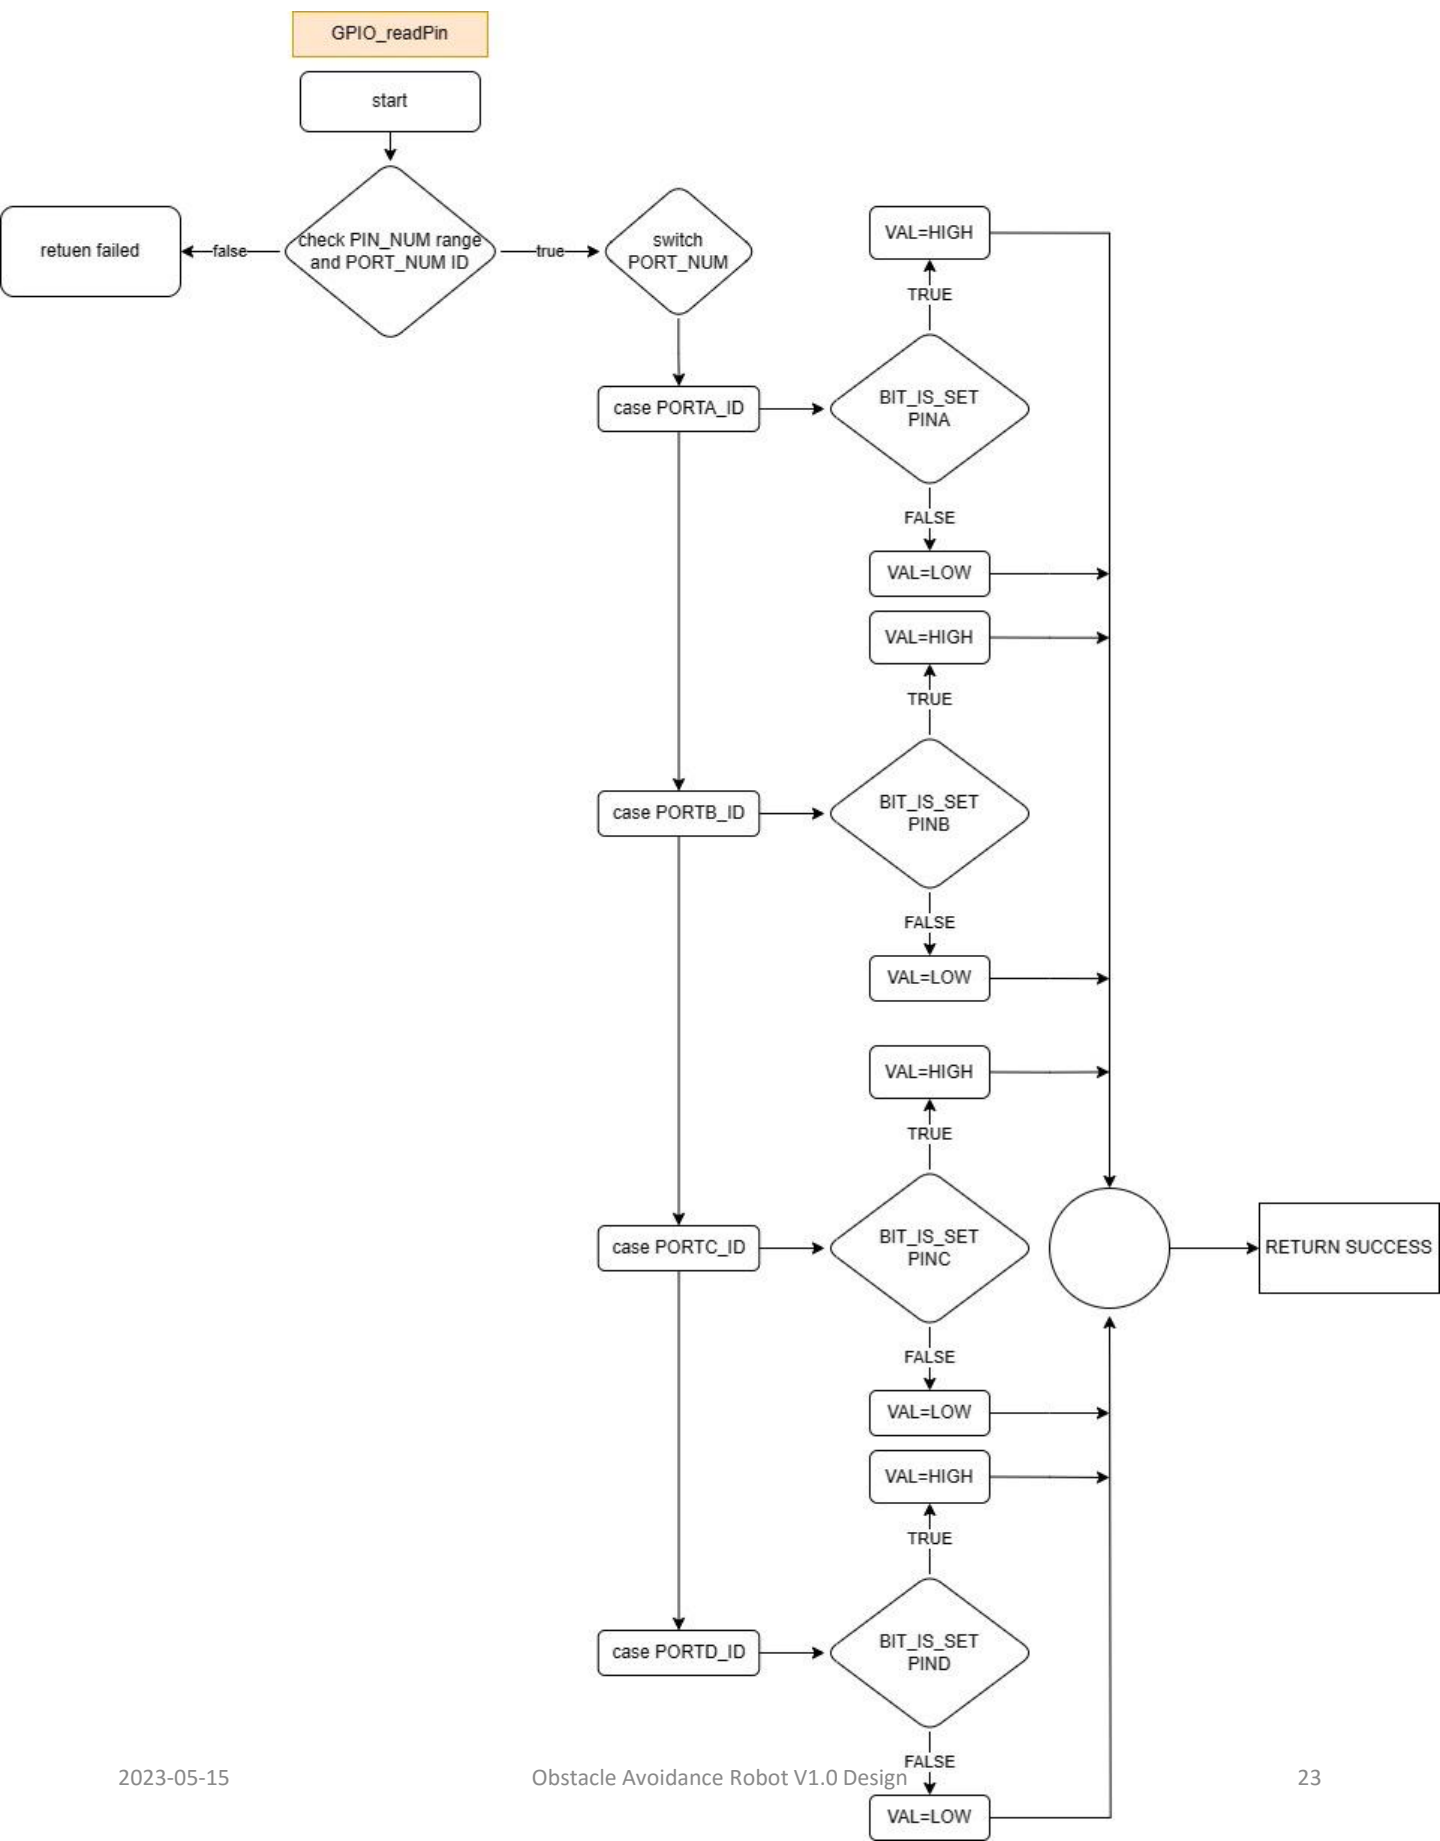 GPIO_readPin
start
retuen failed
false
check PIN_NUM range
and PORT_NUM ID
true
switch
PORT_NUM
VAL=HIGH
TRUE
case PORTA_ID
BIT_IS_SET
PINA
FALSE
VAL=LOW
VAL=HIGH
TRUE
case PORTB_ID
BIT_IS_SET
PINB
FALSE
VAL=LOW
VAL=HIGH
TRUE
case PORTC_ID
BIT_IS_SET
PINC
RETURN SUCCESS
FALSE
VAL=LOW
VAL=HIGH
TRUE
case PORTD_ID
BIT_IS_SET
PIND
FALSE
VAL=LOW
2023-05-15
Obstacle Avoidance Robot V1.0 Design
23